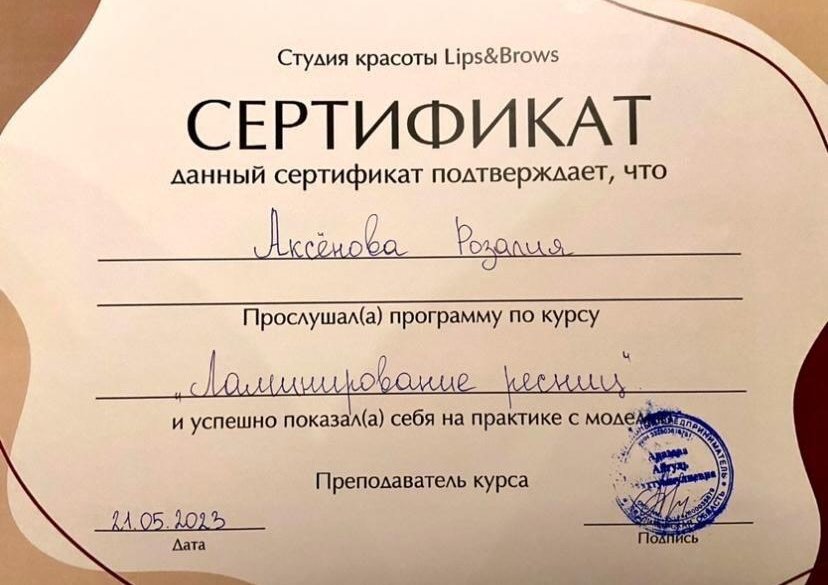 Студия красоты Lips&Brows
СЕРТИФИКАТ
данный сертификат подтверждает, что
Аксёнова Розалия
Прослушал(а) программу по курсу
„Ламинирование ресниц"
и успешно показал(а) себя на практике с моделью
Преподаватель курса
21.05.2023
Дата
Подпись